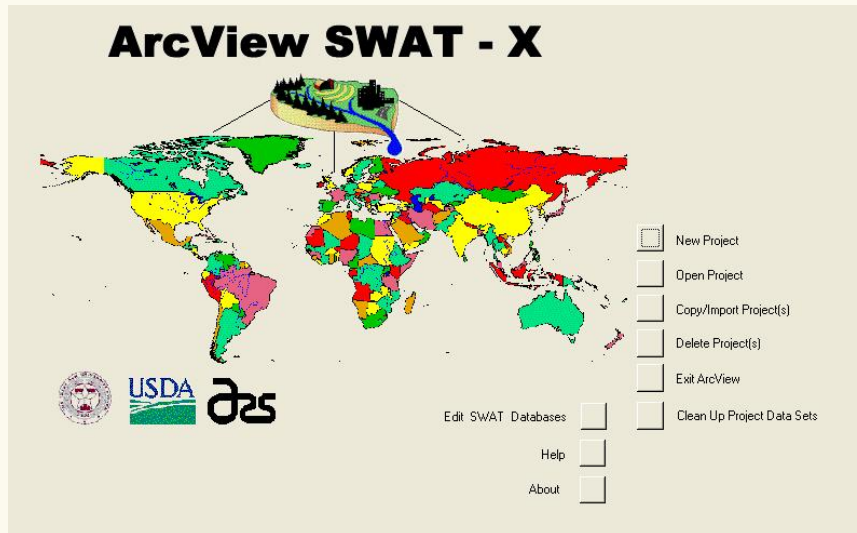 ArcView SWAT - X
New Project
Open Project
Copy/Import Project(s)
Delete Project(s)
Exit ArcView
Clean Up Project Data Sets
Edit SWAT Databases
Help
About
USDA
ars